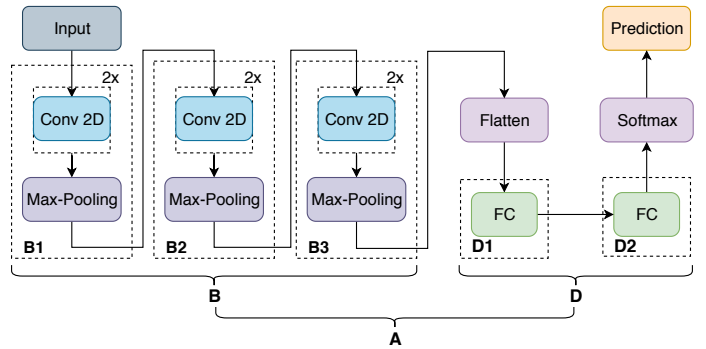 Input
Prediction
2x
2x
2x
Conv 2D
Conv 2D
Conv 2D
Flatten
Softmax
Max-Pooling
Max-Pooling
Max-Pooling
FC
FC
B1
B2
B3
D1
D2
B
D
A